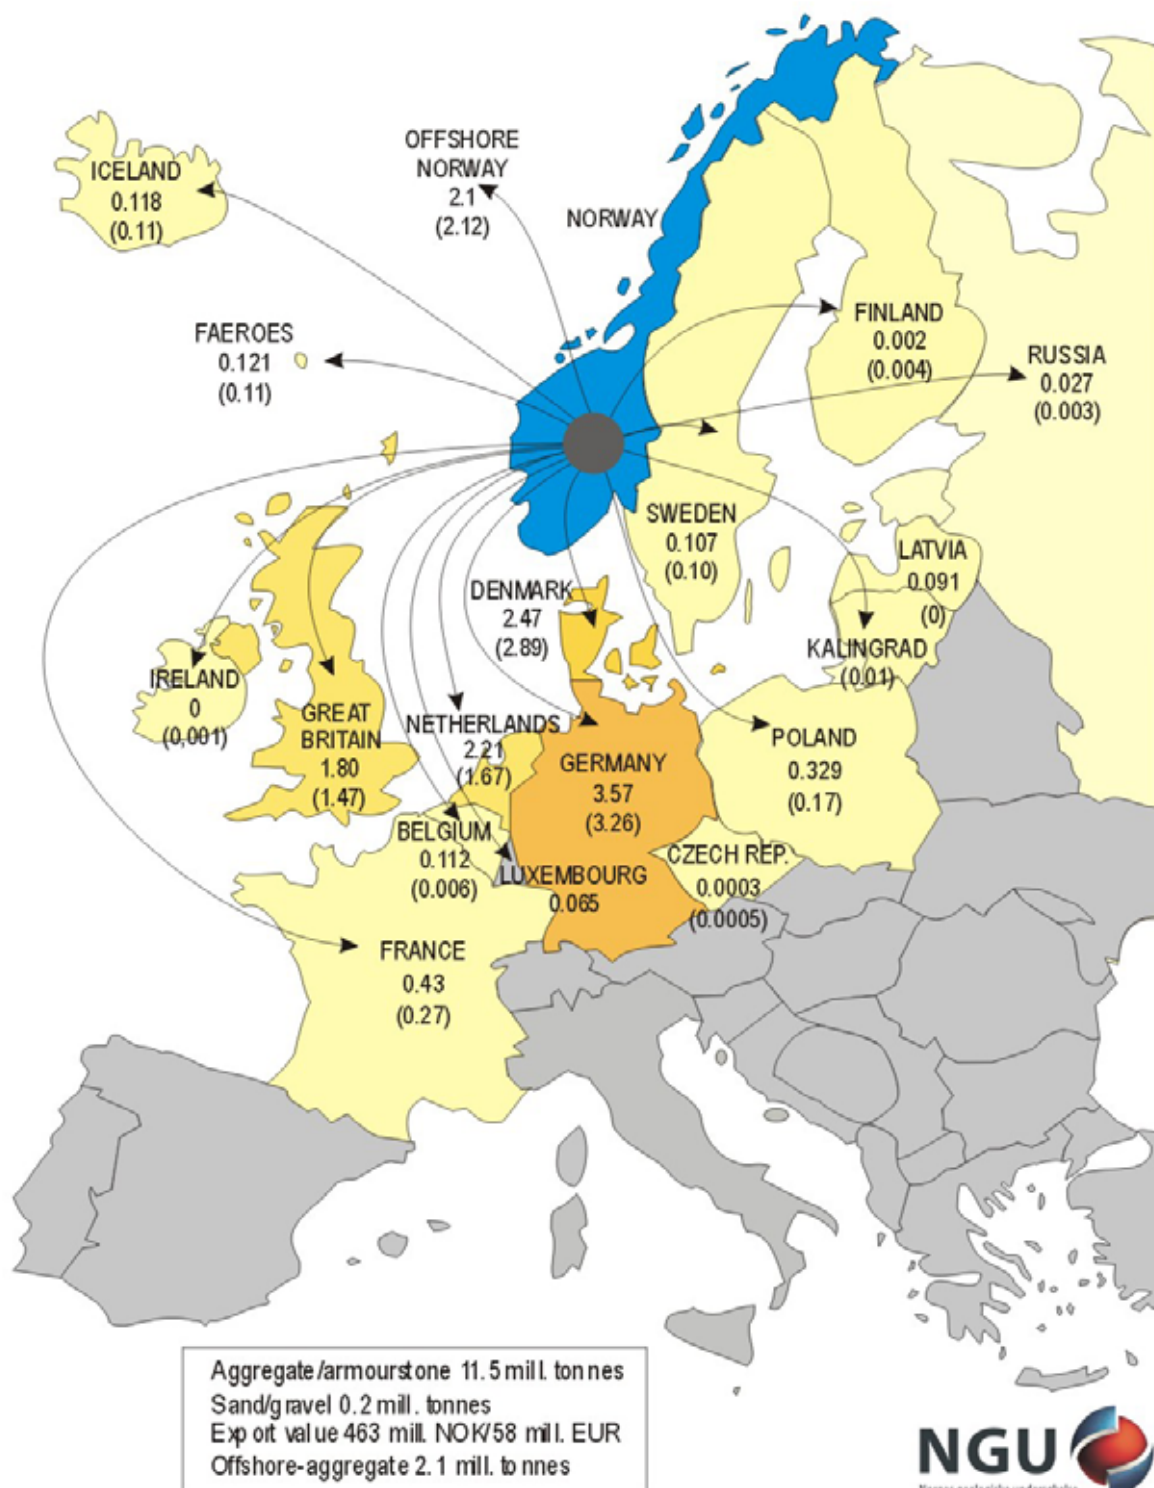 OFFSHORE
NORWAY
2.1
(2.12)
ICELAND
0.118
(0.11)
NORWAY
FAEROES
0.121
(0.11)
FINLAND
0.002
(0.004)
RUSSIA
0.027
(0.003)
SWEDEN
0.107
(0.10)
LATVIA
0.091
(0)
DENMARK
2.47
(2.89)
KALINGRAD
(0.01)
IRELAND
0
(0,001)
GREAT
BRITAIN
1.80
(1.47)
NETHERLANDS
2.21
(1.67)
GERMANY
3.57
(3.26)
POLAND
0.329
(0.17)
BELGIUM
0.112
(0.006)
LUXEMBOURG
0.065
CZECH REP.
0.0003
(0.0005)
FRANCE
0.43
(0.27)
Aggregate/armourstone 11.5 mill. tonnes
Sand/gravel 0.2 mill. tonnes
Export value 463 mill. NOK/58 mill. EUR
Offshore-aggregate 2.1 mill. tonnes
NGU